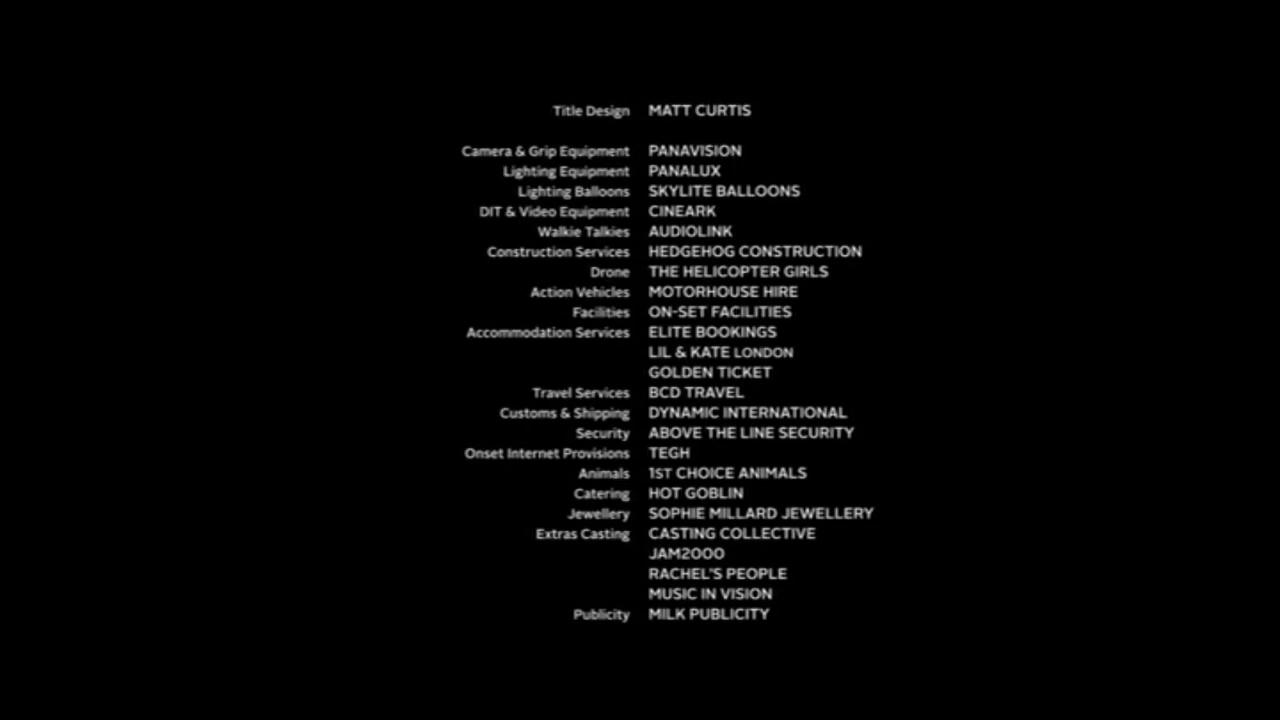 Title Design MATT CURTIS
Camera & Grip Equipment PANAVISION
Lighting Equipment PANALUX
Lighting Balloons SKYLITE BALLOONS
DIT & Video Equipment CINEARK
Walkie Talkies AUDIOLINK
Construction Services HEDGEHOG CONSTRUCTION
Drone THE HELICOPTER GIRLS
Action Vehicles MOTORHOUSE HIRE
Facilities ON-SET FACILITIES
Accommodation Services ELITE BOOKINGS
LIL & KATE LONDON
GOLDEN TICKET
Travel Services BCD TRAVEL
Customs & Shipping DYNAMIC INTERNATIONAL
Security ABOVE THE LINE SECURITY
Onset Internet Provisions TEGH
Animals 1ST CHOICE ANIMALS
Catering HOT GOBLIN
Jewellery SOPHIE MILLARD JEWELLERY
Extras Casting CASTING COLLECTIVE
JAM2000
RACHEL'S PEOPLE
MUSIC IN VISION
Publicity MILK PUBLICITY